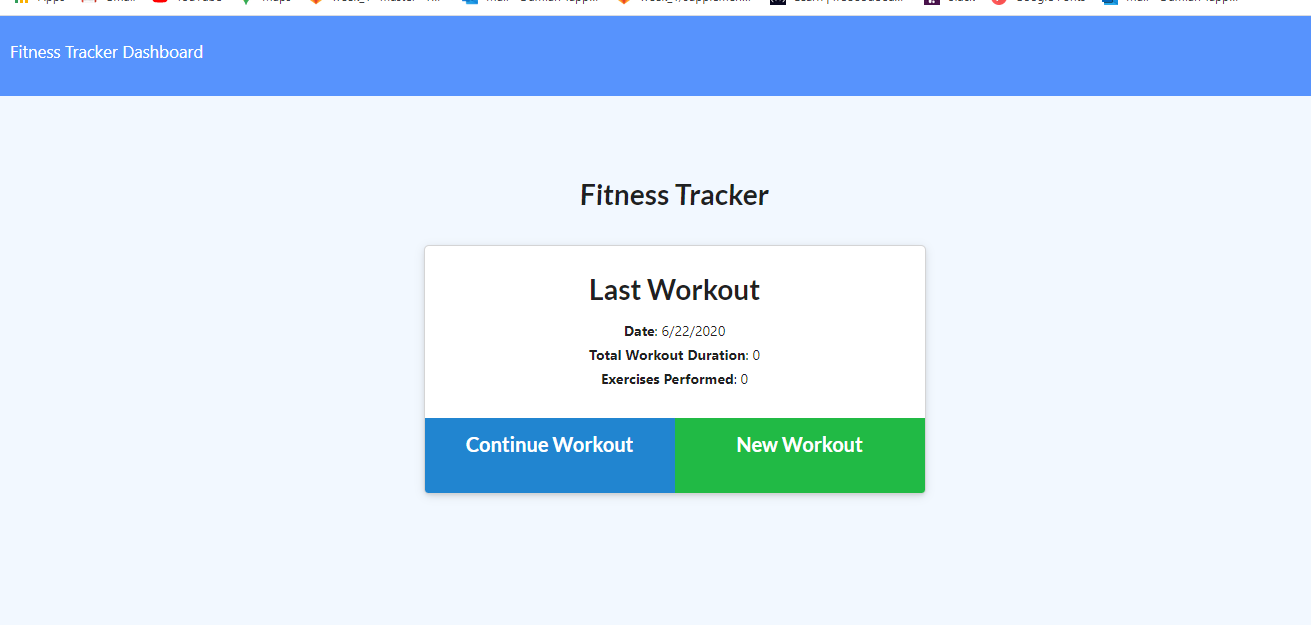 Fitness Tracker Dashboard
Fitness Tracker
Last Workout
Date: 6/22/2020
Total Workout Duration: 0
Exercises Performed: 0
Continue Workout New Workout